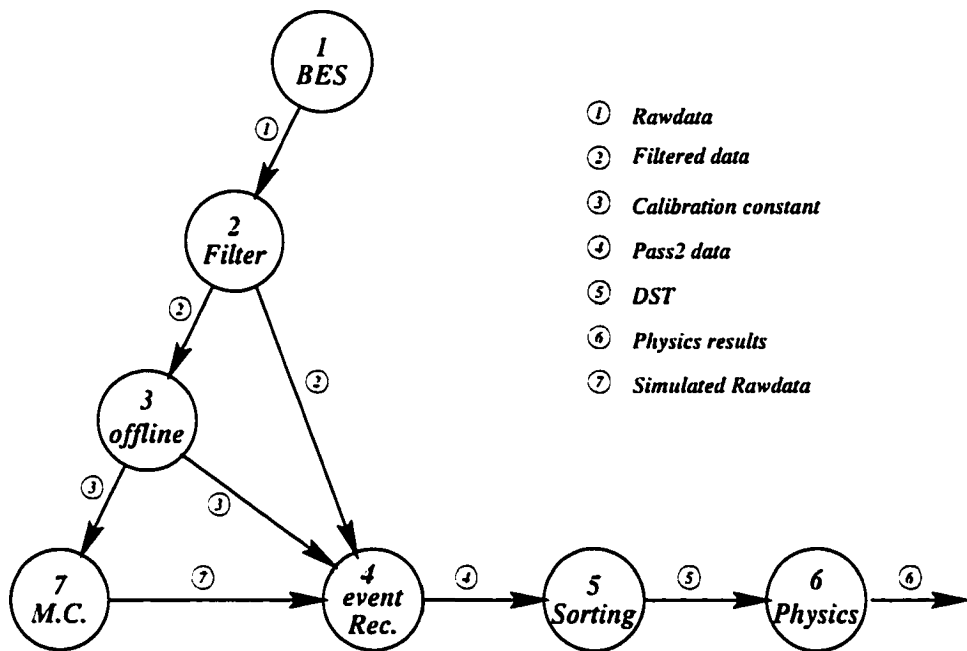 1
BES
①
① Rawdata
② Filtered data
③ Calibration constant
④ Pass2 data
⑤ DST
⑥ Physics results
⑦ Simulated Rawdata
2
Filter
②
②
3
offline
③
③
7
M.C.
⑦
4
event
Rec.
④
5
Sorting
⑤
6
Physics
⑥